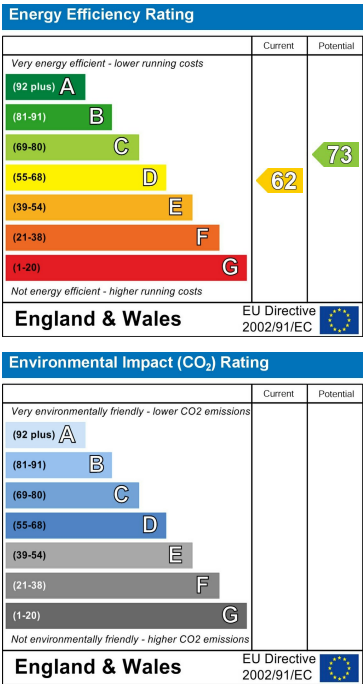 Energy Efficiency Rating
Current Potential
Very energy efficient - lower running costs
(92 plus) A
(81-91) B
(69-80) C
(55-68) D
(39-54) E
(21-38) F
(1-20) G
62
73
Not energy efficient - higher running costs
England & Wales
EU Directive
2002/91/EC
Environmental Impact (CO₂) Rating
Current Potential
Very environmentally friendly - lower CO2 emissions
(92 plus) A
(81-91) B
(69-80) C
(55-68) D
(39-54) E
(21-38) F
(1-20) G
Not environmentally friendly - higher CO2 emissions
England & Wales
EU Directive
2002/91/EC